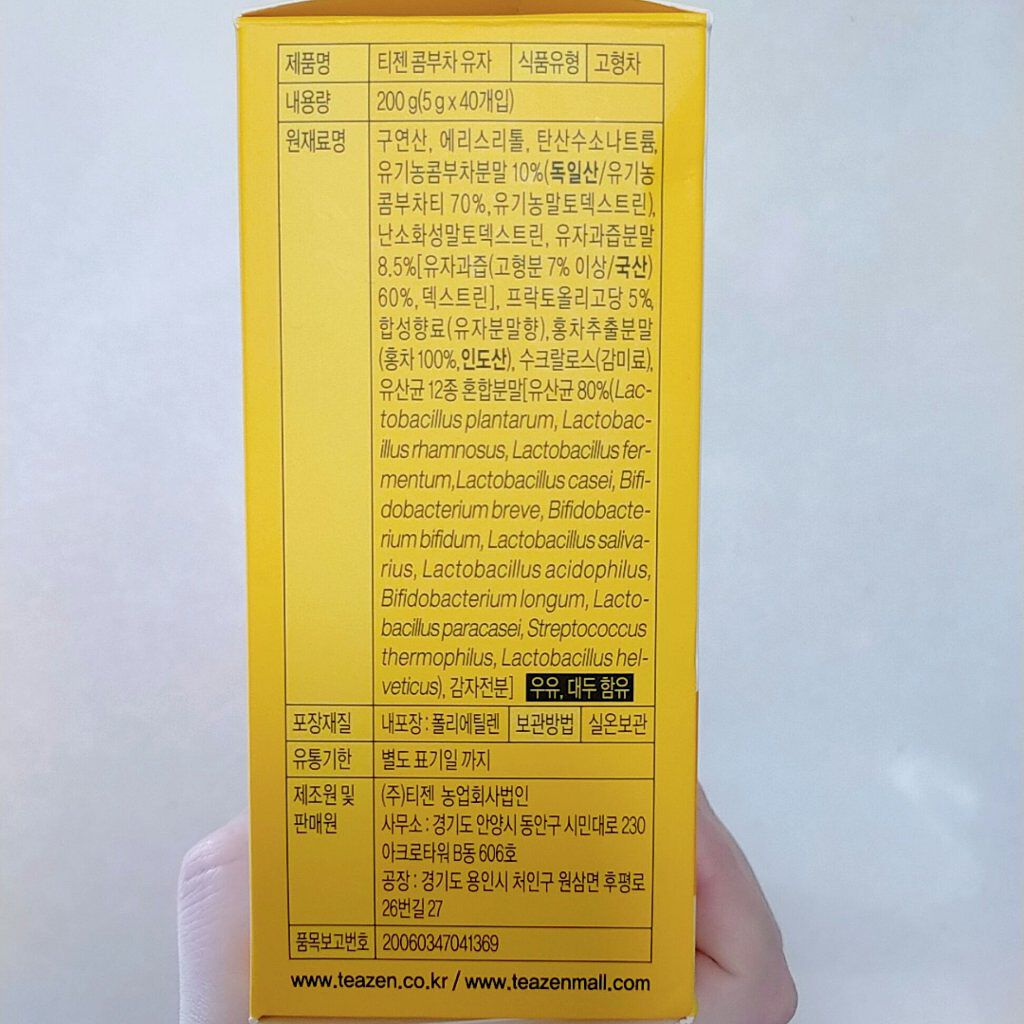 제품명 티젠 콤부차 유자 식품유형 고형차
내용량 200 g(5 g x 40개입)
원재료명 구연산, 에리스리톨, 탄산수소나트륨,
유기농콤부차분말 10%(독일산/유기농
콤부차티 70%,유기농말토덱스트린),
난소화성말토덱스트린, 유자과즙분말
8.5%[유자과즙(고형분 7% 이상/국산)
60%, 덱스트린], 프락토올리고당 5%,
합성향료(유자분말향), 홍차추출분말
(홍차 100%,인도산), 수크랄로스(감미료),
유산균 12종 혼합분말[유산균 80%(Lac-
tobacillus plantarum, Lactobac-
illus rhamnosus, Lactobacillus fer-
mentum,Lactobacillus casei, Bifi-
dobacterium breve, Bifidobacte-
rium bifidum, Lactobacillus saliva-
rius, Lactobacillus acidophilus,
Bifidobacterium longum, Lacto-
bacillus paracasei, Streptococcus
thermophilus, Lactobacillus hel-
veticus), 감자전분] 우유, 대두 함유
포장재질 내포장 : 폴리에틸렌 보관방법 실온보관
유통기한 별도 표기일 까지
제조원 및 (주)티젠 농업회사법인
판매원 사무소 : 경기도 안양시 동안구 시민대로 230
아크로타워 B동 606호
공장 : 경기도 용인시 처인구 원삼면 후평로
26번길 27
품목보고번호 20060347041369
www.teazen.co.kr / www.teazenmall.com